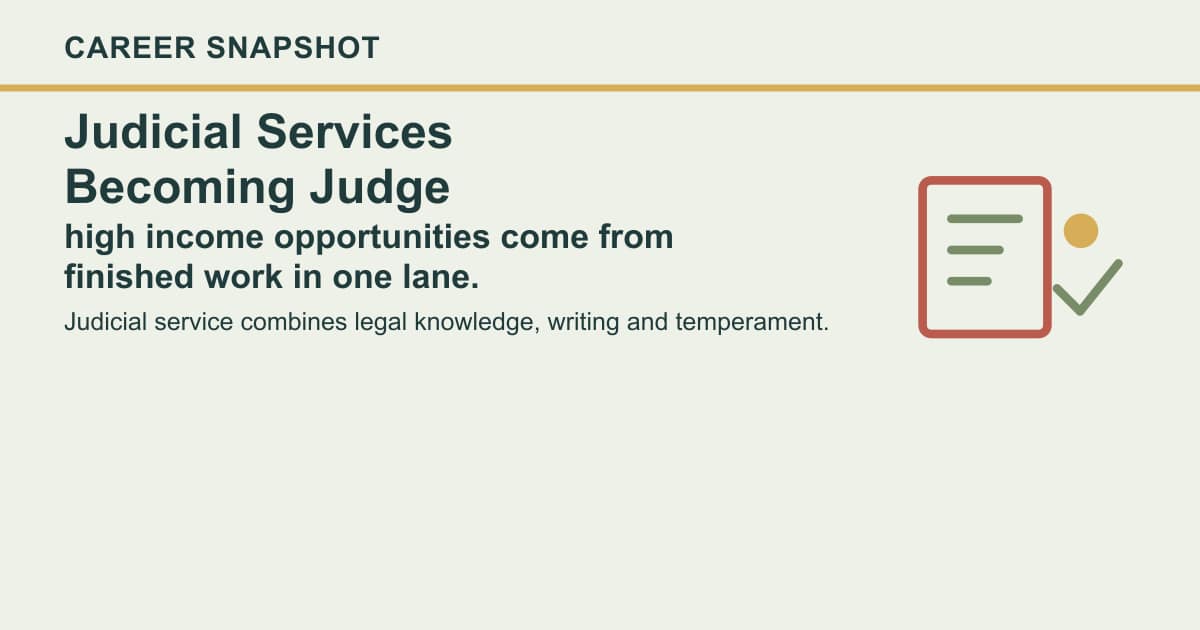 CAREER SNAPSHOT
Judicial Services
Becoming Judge
high income opportunities come from
finished work in one lane.
Judicial service combines legal knowledge, writing and temperament.